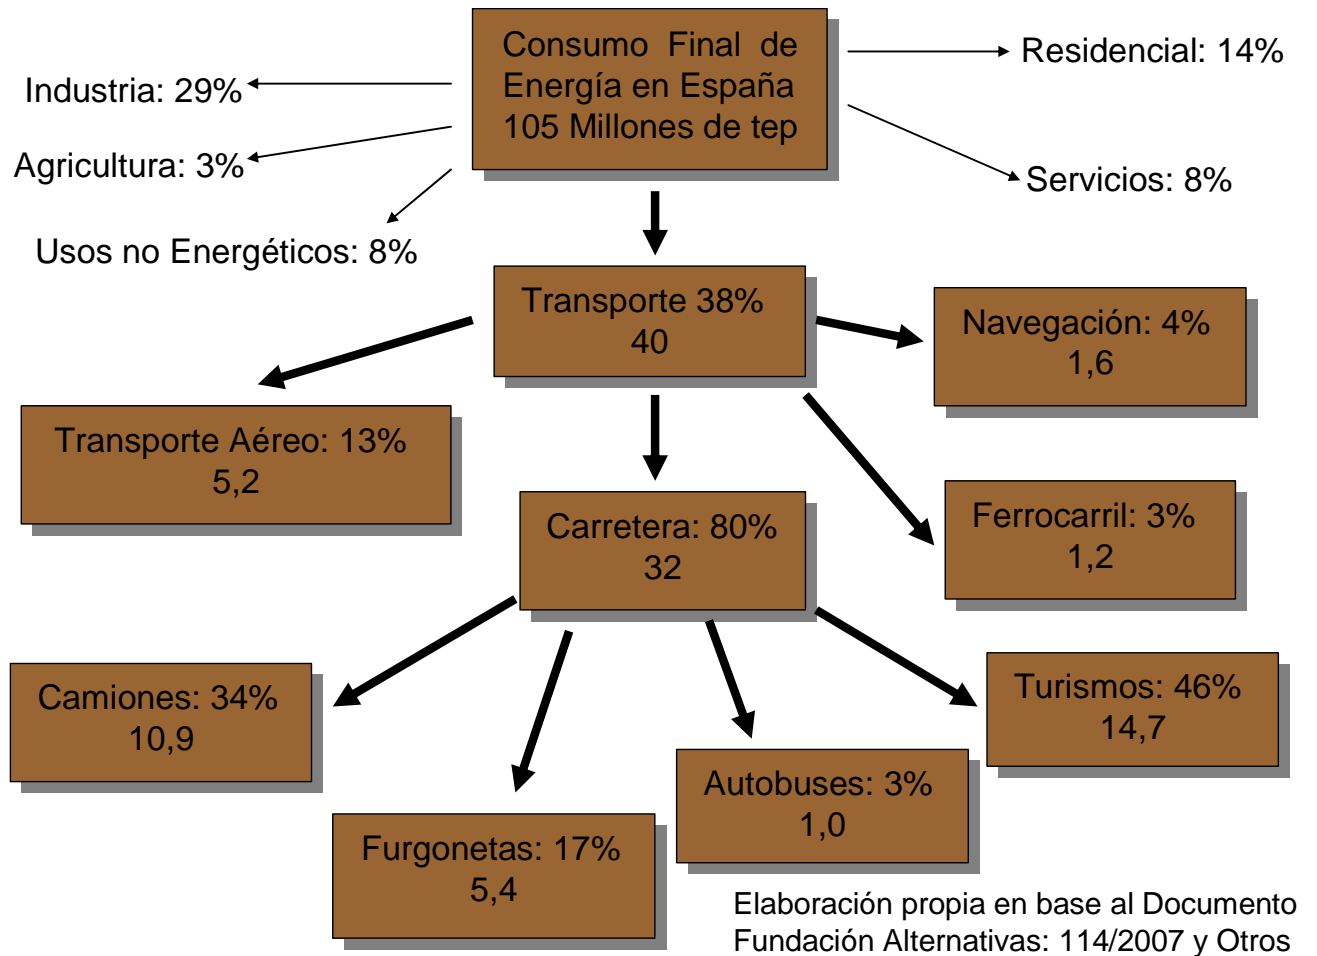 Consumo Final de
Energía en España
105 Millones de tep
Residencial: 14%
Industria: 29%
Agricultura: 3%
Servicios: 8%
Usos no Energéticos: 8%
Transporte 38%
40
Navegación: 4%
1,6
Transporte Aéreo: 13%
5,2
Carretera: 80%
32
Ferrocarril: 3%
1,2
Camiones: 34%
10,9
Turismos: 46%
14,7
Autobuses: 3%
1,0
Furgonetas: 17%
5,4
Elaboración propia en base al Documento
Fundación Alternativas: 114/2007 y Otros